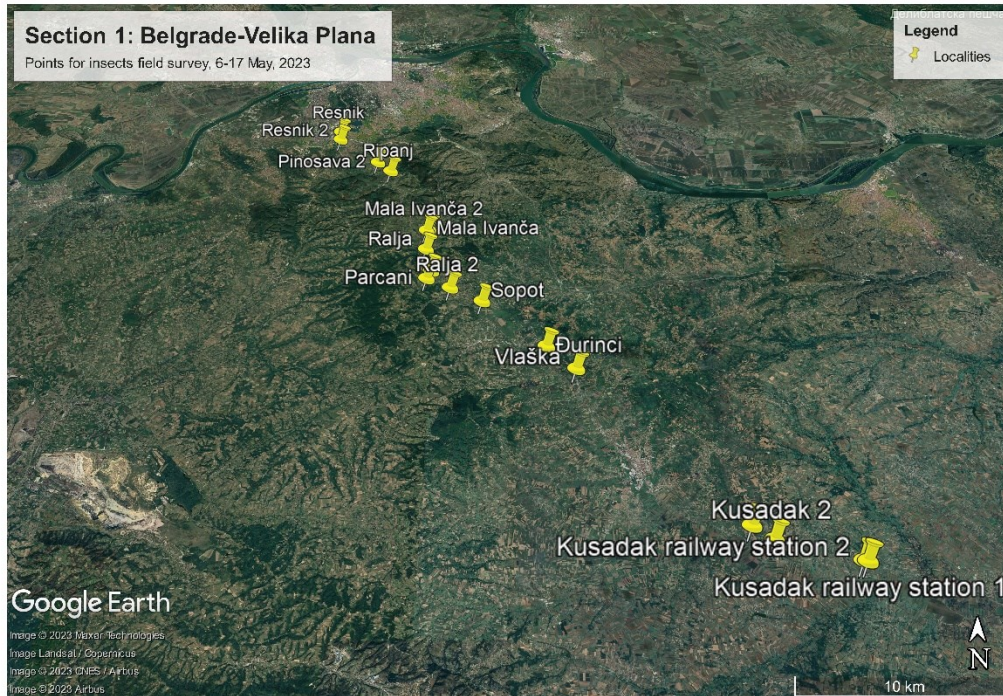 Section 1: Belgrade-Velika Plana
Points for insects field survey, 6-17 May, 2023
Делиблатска
Legend
Localities
Resnik
Resnik 2
Ripanj
Pinosava 2
Mala Ivanča 2
Mala Ivanča
Ralja
Ralja 2
Parcani
Sopot
Đurinci
Vlaška
Kusadak 2
Kusadak railway station 2
Kusadak railway station 1
Google Earth
Image © 2023 Maxar Technologies
Image Landsat / Copernicus
Image © 2023 CNES / Airbus
Image © 2023 Airbus
N
10 km